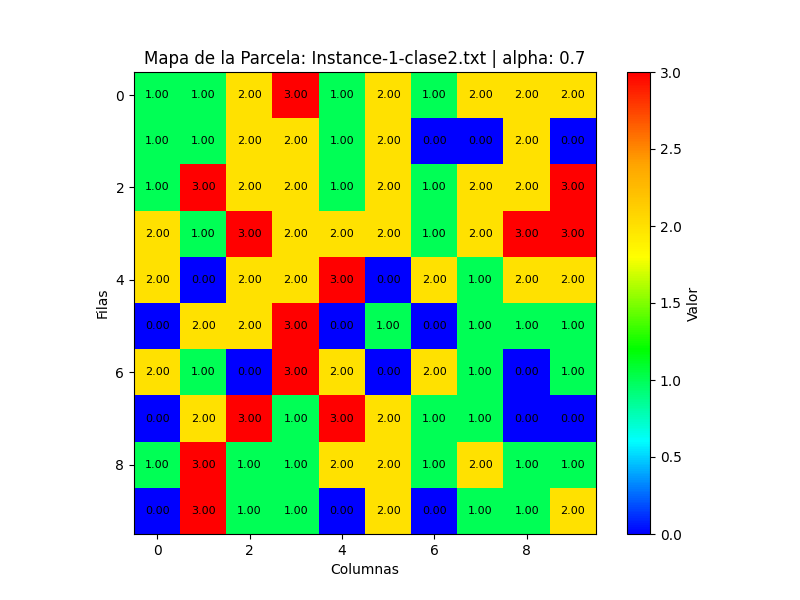 Mapa de la Parcela: Instance-1-clase2.txt | alpha: 0.7
0 1.00 1.00 2.00 3.00 1.00 2.00 1.00 2.00 2.00 2.00
1.00 1.00 2.00 2.00 1.00 2.00 0.00 0.00 2.00 0.00
2 1.00 3.00 2.00 2.00 1.00 2.00 1.00 2.00 2.00 3.00
2.00 1.00 3.00 2.00 2.00 2.00 1.00 2.00 3.00 3.00
4 2.00 0.00 2.00 2.00 3.00 0.00 2.00 1.00 2.00 2.00
0.00 2.00 2.00 3.00 0.00 1.00 0.00 1.00 1.00 1.00
6 2.00 1.00 0.00 3.00 2.00 0.00 2.00 1.00 0.00 1.00
0.00 2.00 3.00 1.00 3.00 2.00 1.00 1.00 0.00 0.00
8 1.00 3.00 1.00 1.00 2.00 2.00 1.00 2.00 1.00 1.00
0.00 3.00 1.00 1.00 0.00 2.00 0.00 1.00 1.00 2.00
0 2 4 6 8
Columnas
Filas
3.0
2.5
2.0
1.5
1.0
0.5
0.0
Valor